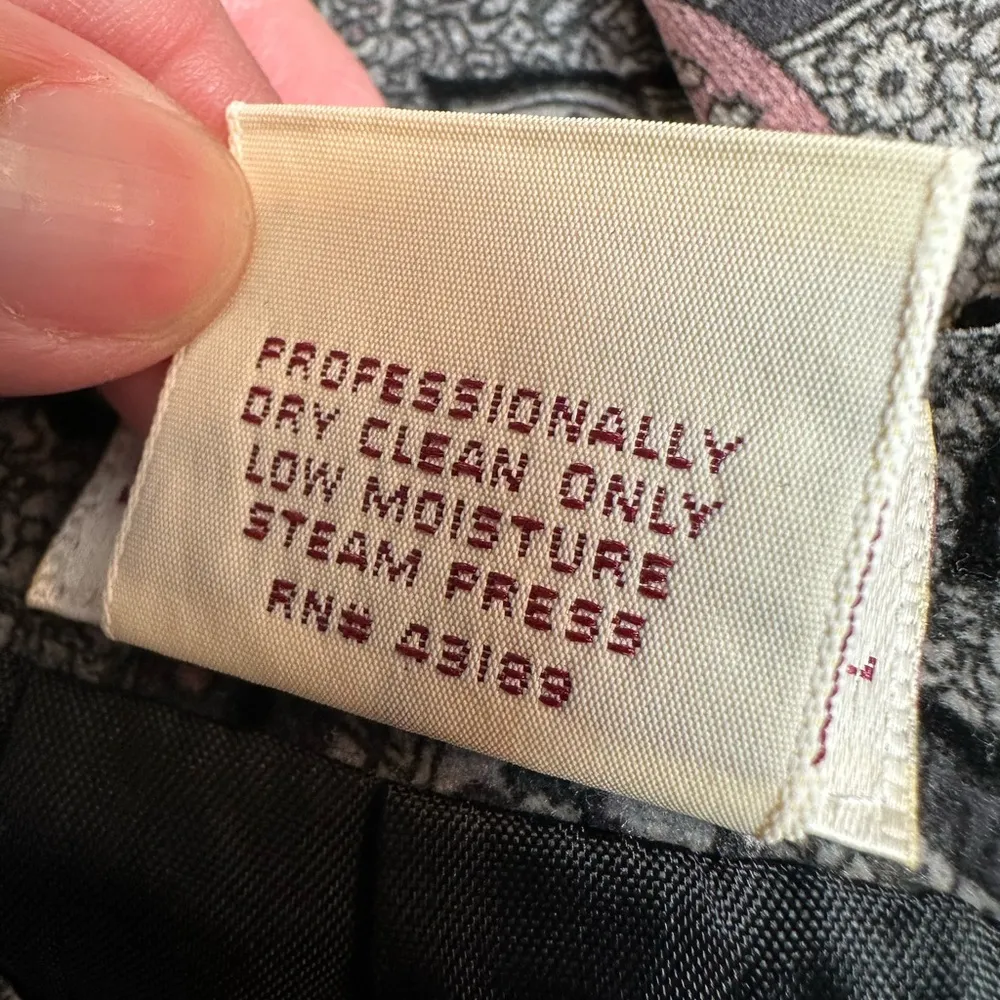 PROFESSIONALLY
DRY CLEAN ONLY
LOW MOISTURE
STEAM PRESS
RN# 43189